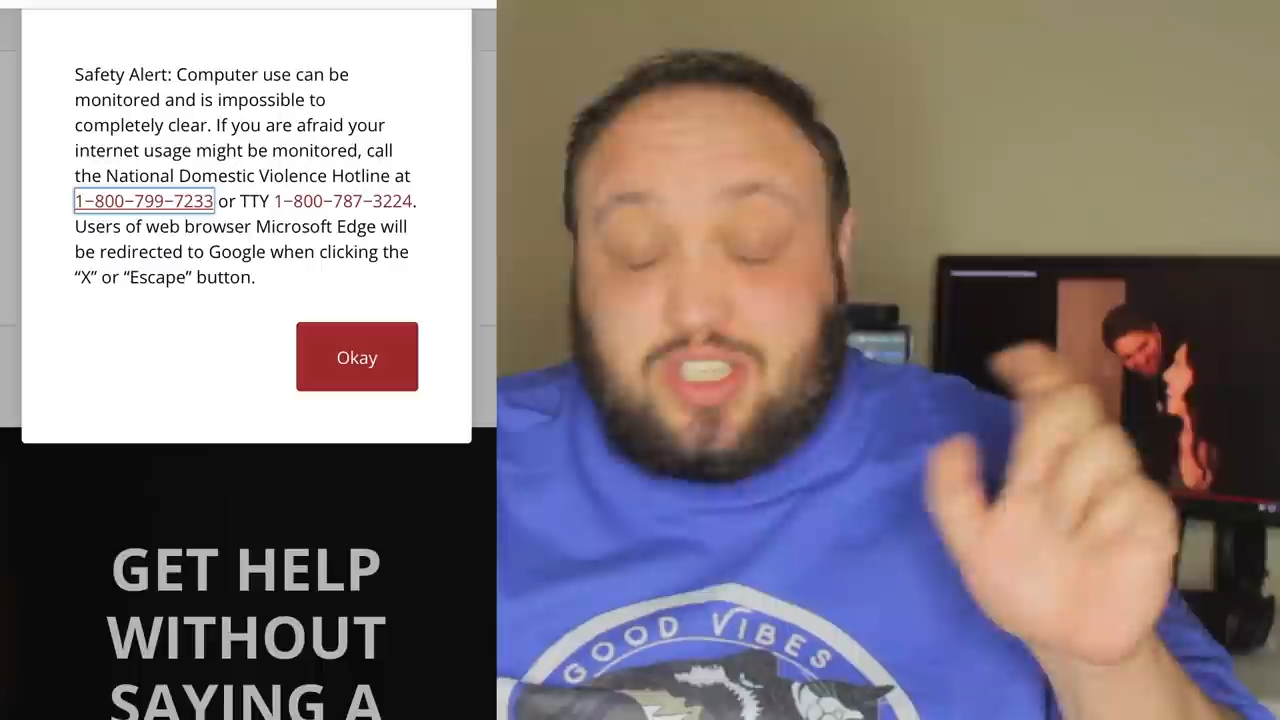 Safety Alert: Computer use can be
monitored and is impossible to
completely clear. If you are afraid your
internet usage might be monitored, call
the National Domestic Violence Hotline at
1−800−799−7233 or TTY 1−800−787−3224.
Users of web browser Microsoft Edge will
be redirected to Google when clicking the
“X” or “Escape” button.
Okay
GET HELP
WITHOUT
SAYING A
GOOD VIBES